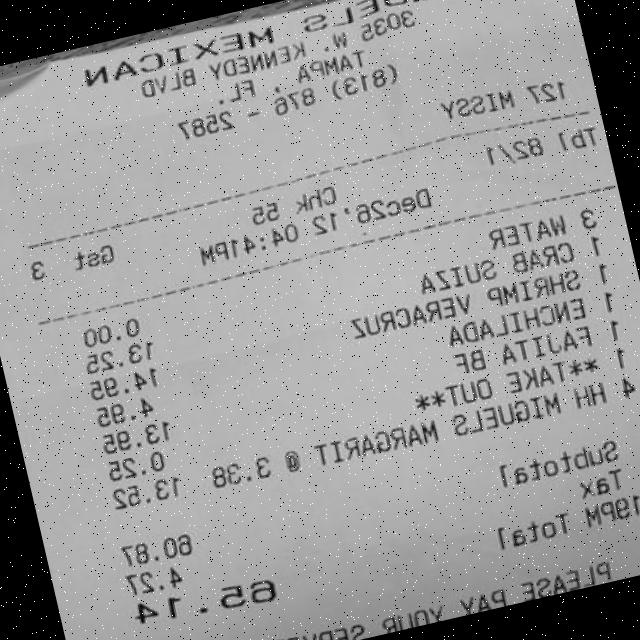 UELS MEXICAN
3035 W. KENNEDY BLVD
TAMPA , FL.
(813) 876 - 2587
127 MISSY
Tbl 82/1 Chk 55 Gst 3
Dec26'12 04:41PM
3 WATER 0.00
1 CRAB SUIZA 13.25
1 SHRIMP VERACRUZ 14.95
1 ENCHILADA 4.95
1 FAJITA BF 13.95
1 **TAKE OUT** 0.25
4 HH MIGUELS MARGARIT @ 3.38 13.52
Subtotal 60.87
Tax 4.27
19PM Total 65.14
PLEASE PAY YOUR